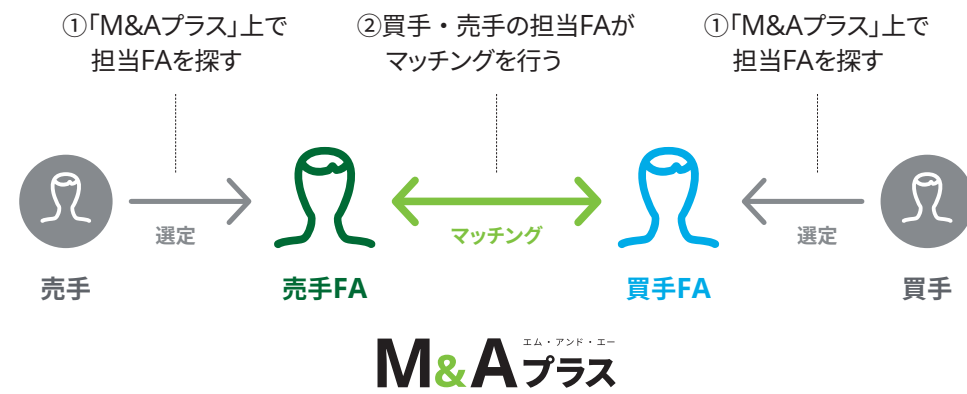 ①「M&Aプラス」上で
担当FAを探す
②買手・売手の担当FAが
マッチングを行う
①「M&Aプラス」上で
担当FAを探す
選定
マッチング
選定
売手
売手FA
買手FA
買手
エム・アンド・エー
M&Aプラス